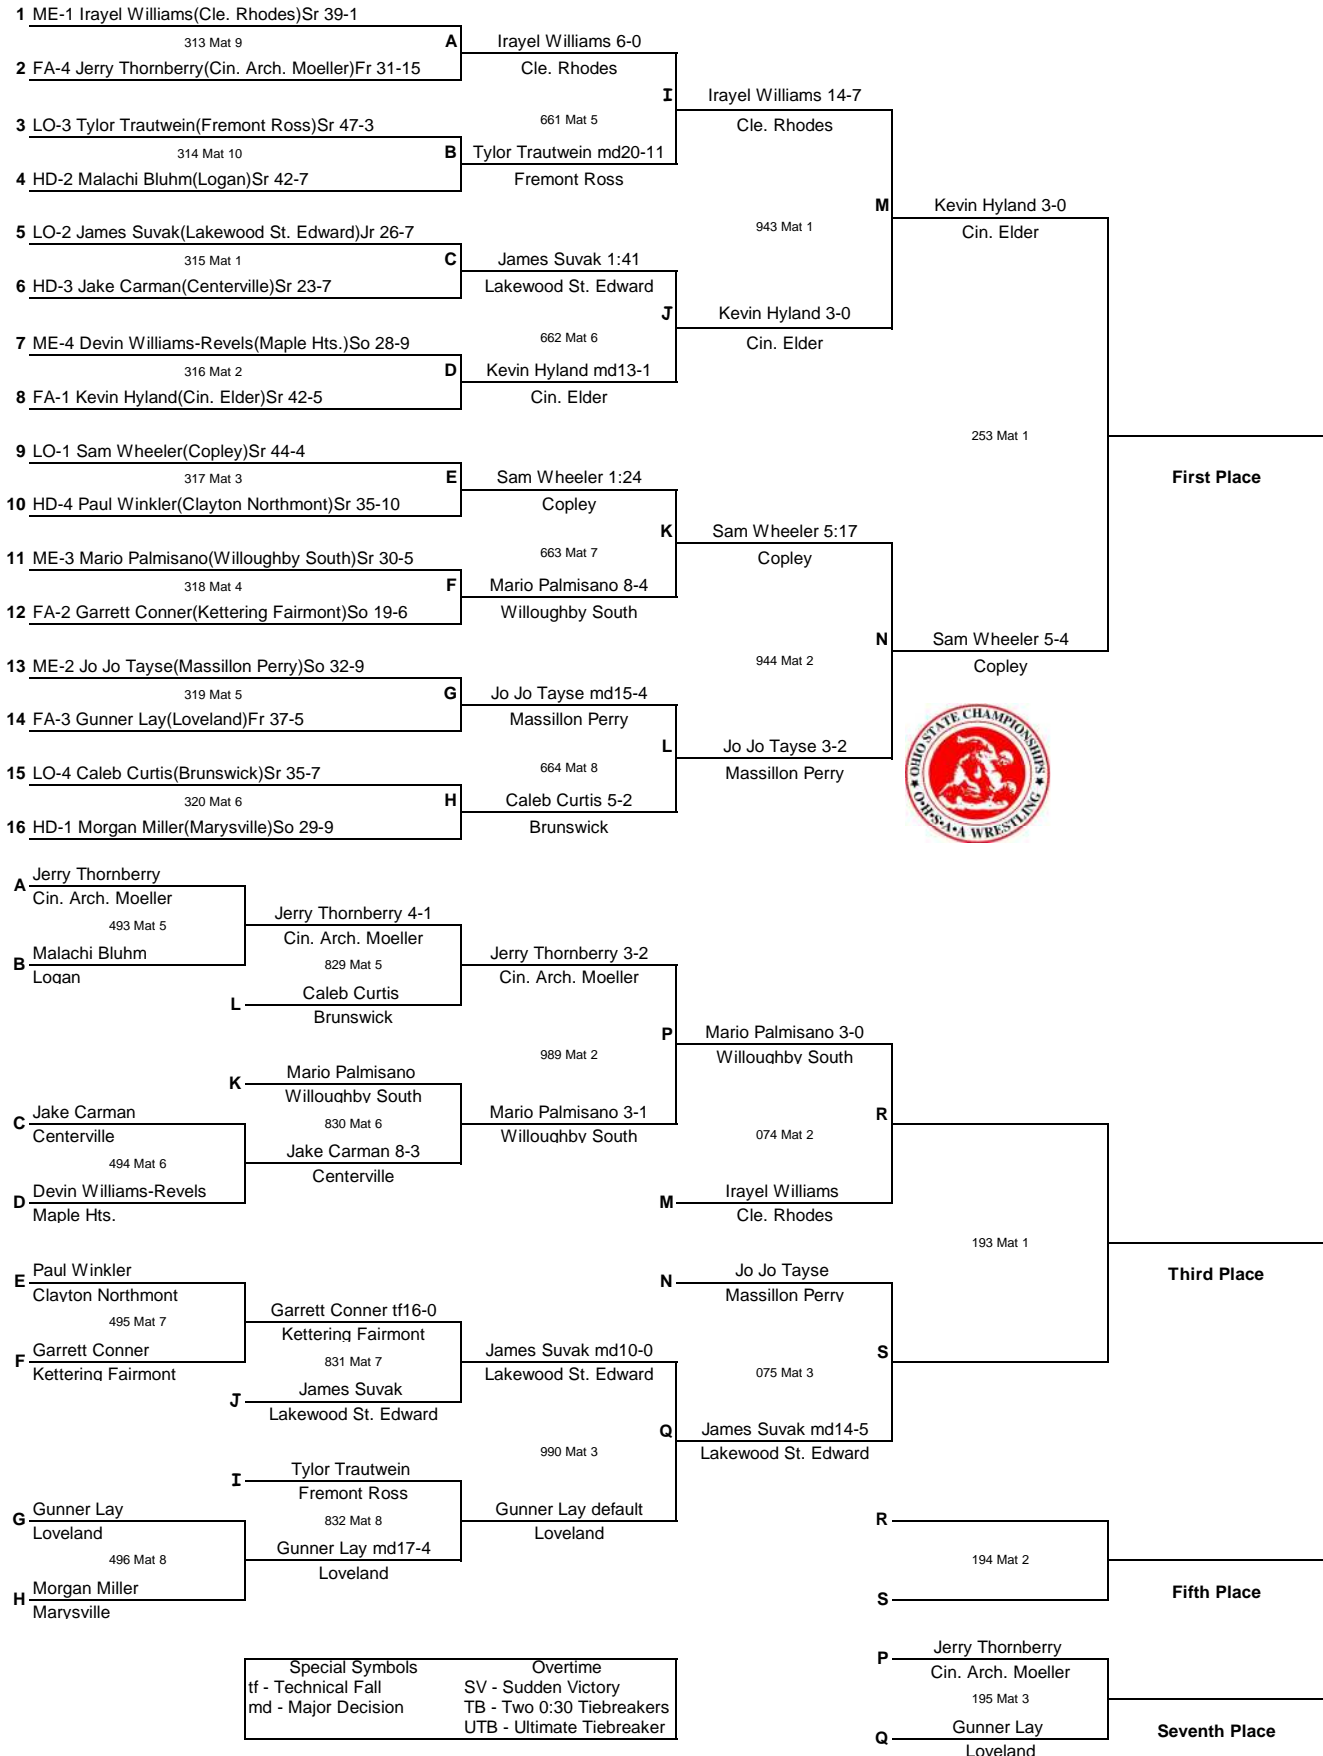 1 ME-1 Irayel Williams(Cle. Rhodes)Sr 39-1
313 Mat 9
A
2 FA-4 Jerry Thornberry(Cin. Arch. Moeller)Fr 31-15
Irayel Williams 6-0
Cle. Rhodes
I
661 Mat 5
3 LO-3 Tylor Trautwein(Fremont Ross)Sr 47-3
314 Mat 10
B
4 HD-2 Malachi Bluhm(Logan)Sr 42-7
Tylor Trautwein md20-11
Fremont Ross
Irayel Williams 14-7
Cle. Rhodes
M
943 Mat 1
5 LO-2 James Suvak(Lakewood St. Edward)Jr 26-7
315 Mat 1
C
6 HD-3 Jake Carman(Centerville)Sr 23-7
James Suvak 1:41
Lakewood St. Edward
J
662 Mat 6
7 ME-4 Devin Williams-Revels(Maple Hts.)So 28-9
316 Mat 2
D
8 FA-1 Kevin Hyland(Cin. Elder)Sr 42-5
Kevin Hyland md13-1
Cin. Elder
Kevin Hyland 3-0
Cin. Elder
Kevin Hyland 3-0
Cin. Elder
253 Mat 1
First Place
9 LO-1 Sam Wheeler(Copley)Sr 44-4
317 Mat 3
E
10 HD-4 Paul Winkler(Clayton Northmont)Sr 35-10
Sam Wheeler 1:24
Copley
K
663 Mat 7
11 ME-3 Mario Palmisano(Willoughby South)Sr 30-5
318 Mat 4
F
12 FA-2 Garrett Conner(Kettering Fairmont)So 19-6
Mario Palmisano 8-4
Willoughby South
Sam Wheeler 5:17
Copley
N
944 Mat 2
13 ME-2 Jo Jo Tayse(Massillon Perry)So 32-9
319 Mat 5
G
14 FA-3 Gunner Lay(Loveland)Fr 37-5
Jo Jo Tayse md15-4
Massillon Perry
L
664 Mat 8
15 LO-4 Caleb Curtis(Brunswick)Sr 35-7
320 Mat 6
H
16 HD-1 Morgan Miller(Marysville)So 29-9
Caleb Curtis 5-2
Brunswick
Jo Jo Tayse 3-2
Massillon Perry
Sam Wheeler 5-4
Copley
OHIO STATE CHAMPIONSHIPS
O•H•S•A•A WRESTLING
A Jerry Thornberry
Cin. Arch. Moeller
493 Mat 5
B Malachi Bluhm
Logan
Jerry Thornberry 4-1
Cin. Arch. Moeller
829 Mat 5
L Caleb Curtis
Brunswick
Jerry Thornberry 3-2
Cin. Arch. Moeller
P
989 Mat 2
K Mario Palmisano
Willoughby South
830 Mat 6
C Jake Carman
Centerville
494 Mat 6
D Devin Williams-Revels
Maple Hts.
Jake Carman 8-3
Centerville
Mario Palmisano 3-1
Willoughby South
Mario Palmisano 3-0
Willoughby South
R
074 Mat 2
M Irayel Williams
Cle. Rhodes
193 Mat 1
Third Place
E Paul Winkler
Clayton Northmont
495 Mat 7
F Garrett Conner
Kettering Fairmont
Garrett Conner tf16-0
Kettering Fairmont
831 Mat 7
J James Suvak
Lakewood St. Edward
James Suvak md10-0
Lakewood St. Edward
Q
990 Mat 3
I Tylor Trautwein
Fremont Ross
832 Mat 8
G Gunner Lay
Loveland
496 Mat 8
H Morgan Miller
Marysville
Gunner Lay md17-4
Loveland
Gunner Lay default
Loveland
N Jo Jo Tayse
Massillon Perry
S
075 Mat 3
James Suvak md14-5
Lakewood St. Edward
R
194 Mat 2
S
Fifth Place
P Jerry Thornberry
Cin. Arch. Moeller
195 Mat 3
Q Gunner Lay
Loveland
Seventh Place
Special Symbols
tf - Technical Fall
md - Major Decision
Overtime
SV - Sudden Victory
TB - Two 0:30 Tiebreakers
UTB - Ultimate Tiebreaker